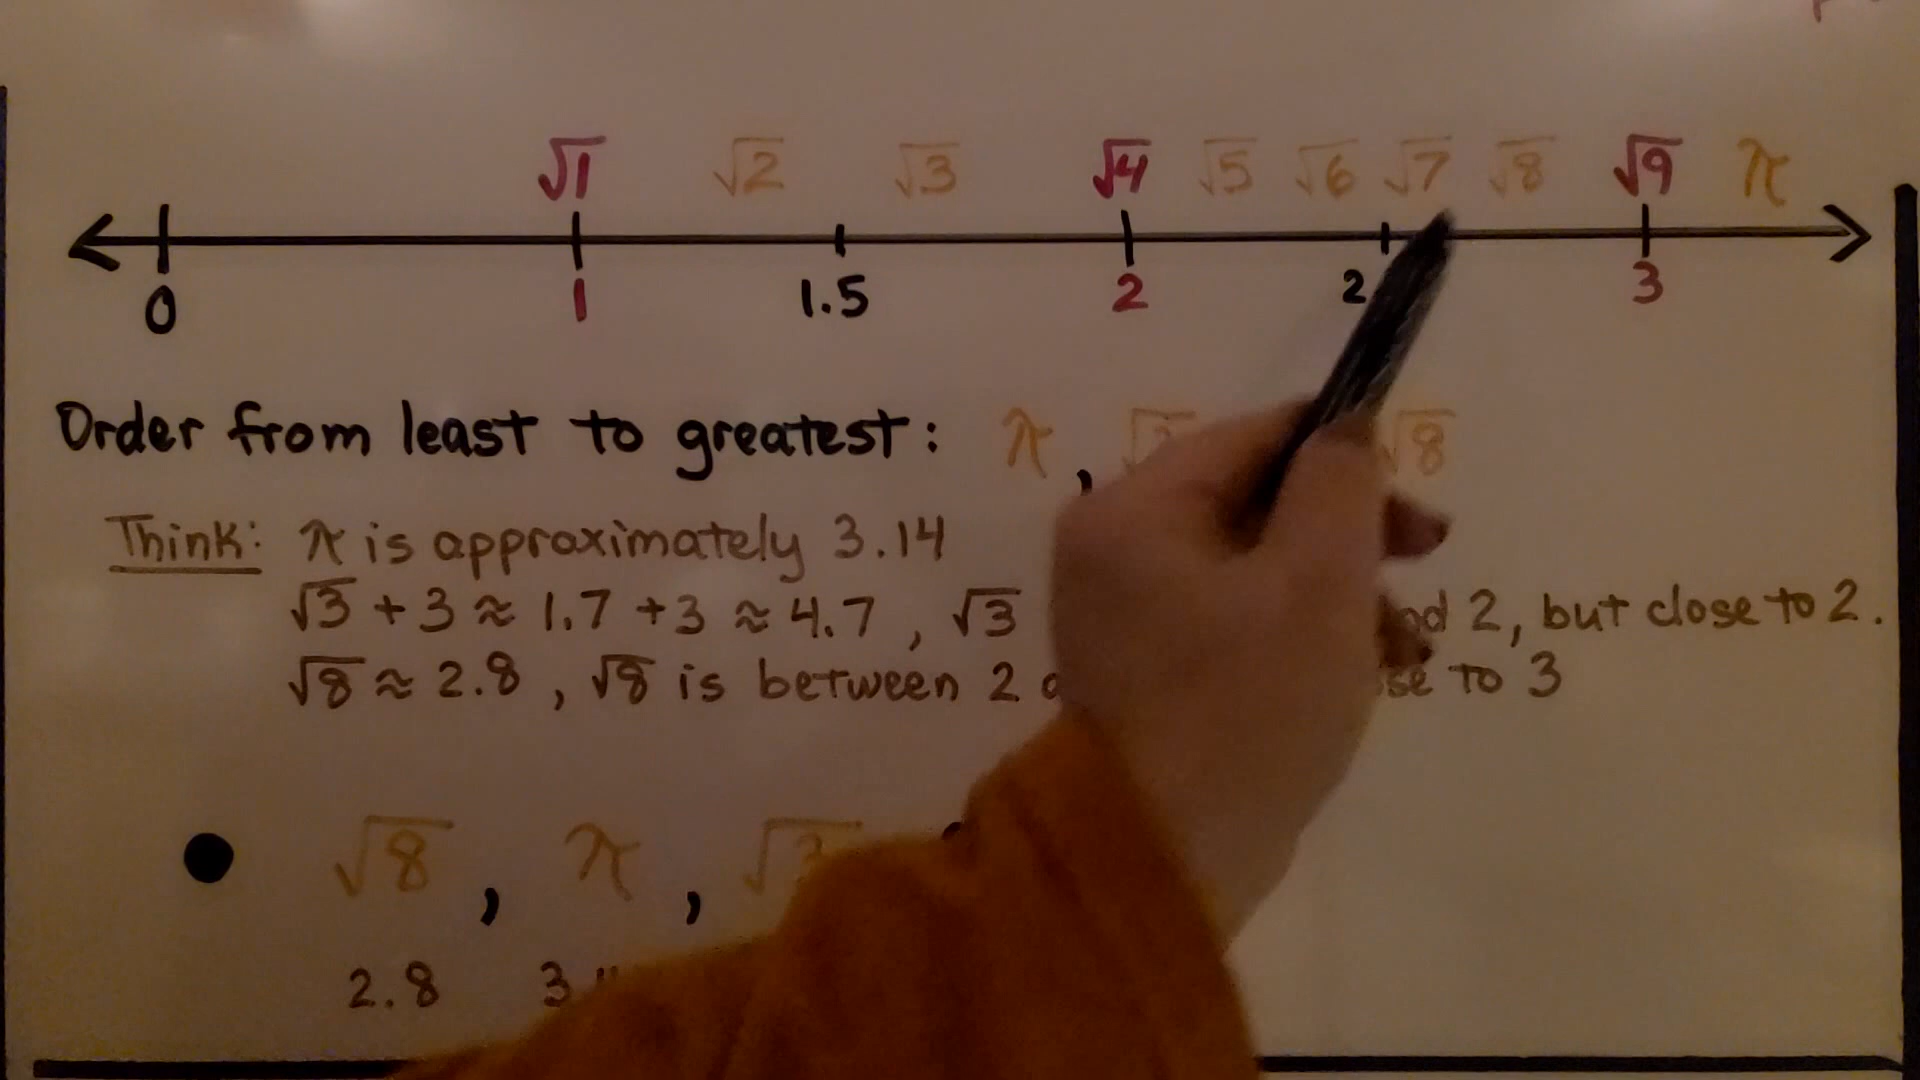 √1 √2 √3 √4 √5 √6 √7 √8 √9 π
0 1 1.5 2 2 3
Order from least to greatest: π, √8
Think: π is approximately 3.14
√3 + 3 ≈ 1.7 + 3 ≈ 4.7, √3 2, but close to 2.
√8 ≈ 2.8, √8 is between 2 to 3
√8, π, √3
2.8 3.